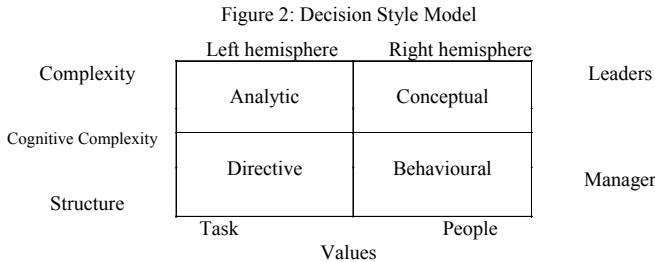 Figure 2: Decision Style Model
Left hemisphere Right hemisphere
Complexity Leaders
Analytic Conceptual
Cognitive Complexity
Directive Behavioural
Manager
Structure
Task People
Values